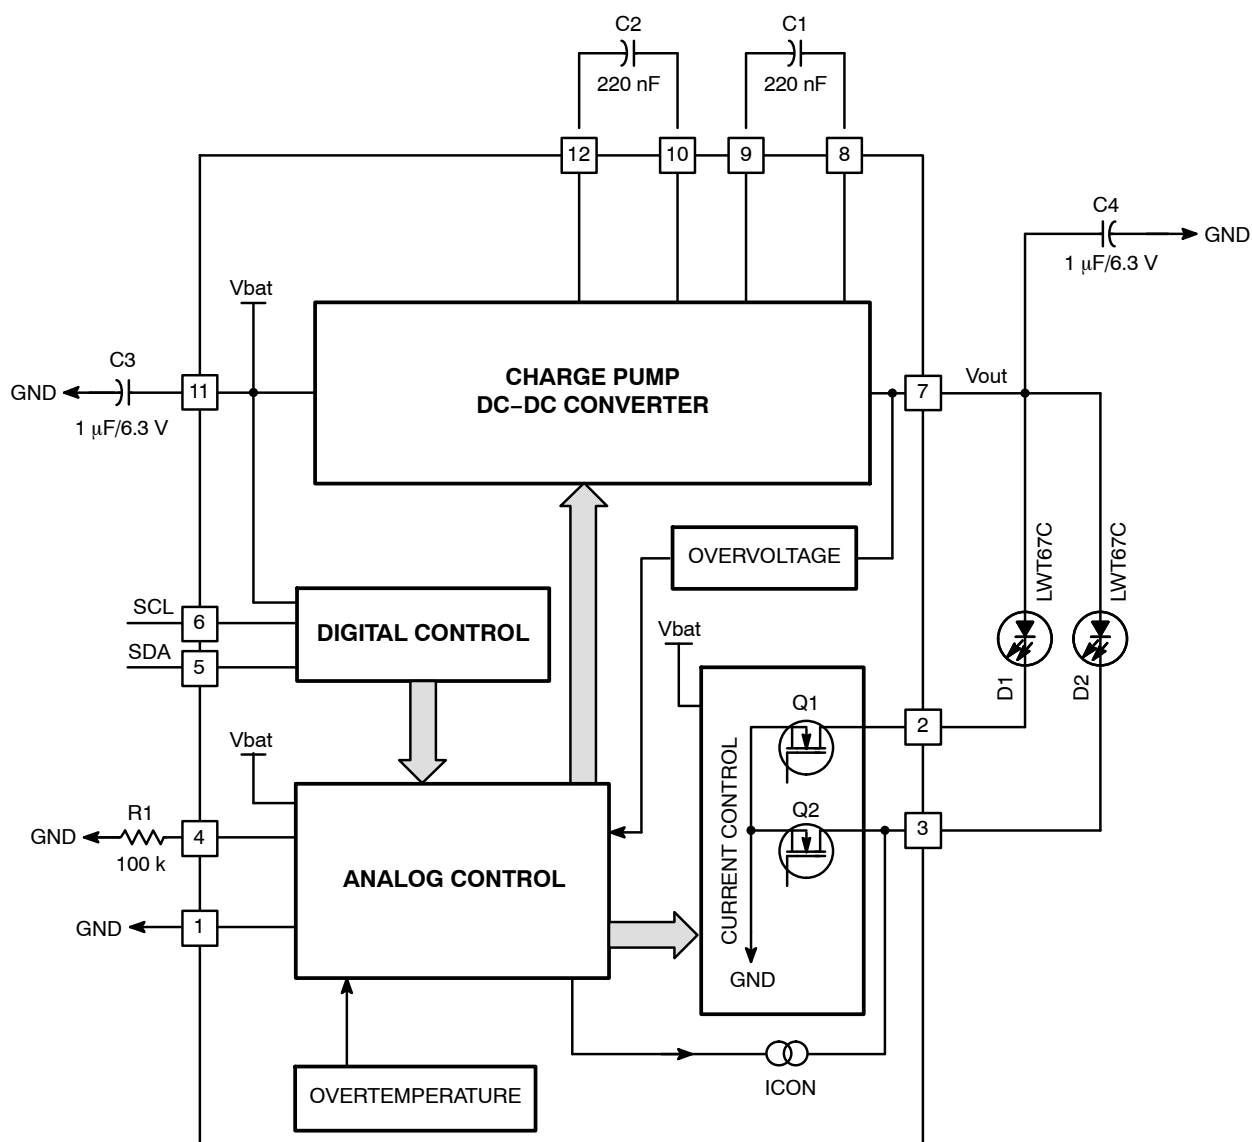 C2
C1
220 nF
220 nF
12
10
9
8
C4
GND
1 μF/6.3 V
Vbat
C3
GND
11
1 μF/6.3 V
CHARGE PUMP
DC−DC CONVERTER
7
Vout
OVERVOLTAGE
LWT67C
LWT67C
SCL
6
SDA
5
DIGITAL CONTROL
Vbat
D1
D2
Q1
2
Vbat
R1
GND
4
100 k
Q2
3
ANALOG CONTROL
CURRENT CONTROL
GND
1
GND
OVERTEMPERATURE
ICON